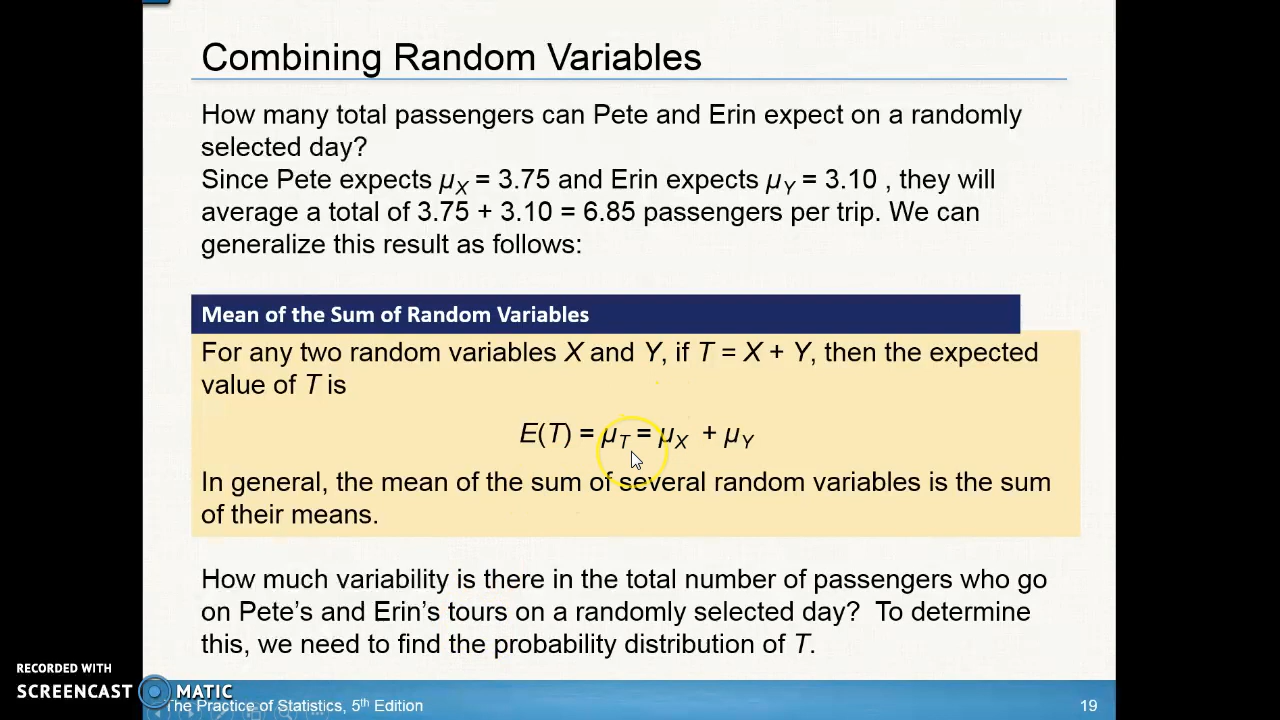 Combining Random Variables
How many total passengers can Pete and Erin expect on a randomly
selected day?
Since Pete expects μX = 3.75 and Erin expects μY = 3.10 , they will
average a total of 3.75 + 3.10 = 6.85 passengers per trip. We can
generalize this result as follows:
Mean of the Sum of Random Variables
For any two random variables X and Y, if T = X + Y, then the expected
value of T is
E(T) = μT = μX + μY
In general, the mean of the sum of several random variables is the sum
of their means.
How much variability is there in the total number of passengers who go
on Pete's and Erin's tours on a randomly selected day? To determine
this, we need to find the probability distribution of T.
RECORDED WITH
SCREENCAST MATIC
The Practice of Statistics, 5th Edition
19